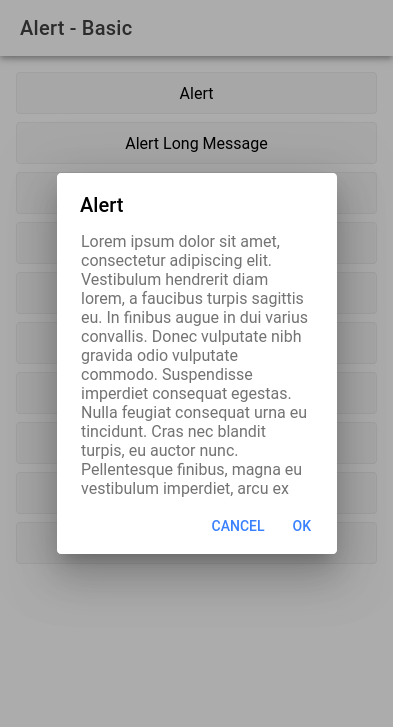 Alert - Basic
Alert
Alert Long Message
Alert
Lorem ipsum dolor sit amet,
consectetur adipiscing elit.
Vestibulum hendrerit diam
lorem, a faucibus turpis sagittis
eu. In finibus augue in dui varius
convallis. Donec vulputate nibh
gravida odio vulputate
commodo. Suspendisse
imperdiet consequat egestas.
Nulla feugiat consequat urna eu
tincidunt. Cras nec blandit
turpis, eu auctor nunc.
Pellentesque finibus, magna eu
vestibulum imperdiet, arcu ex
CANCEL OK